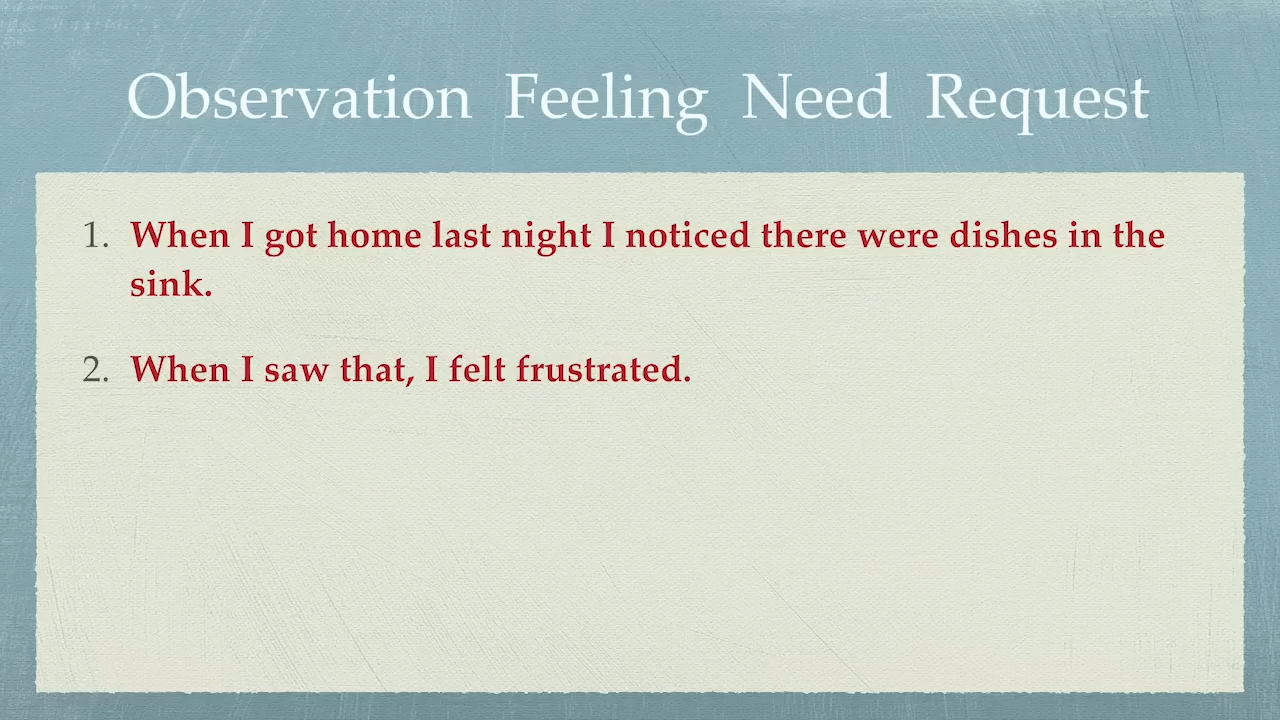 Observation Feeling Need Request
1. When I got home last night I noticed there were dishes in the
sink.
2. When I saw that, I felt frustrated.